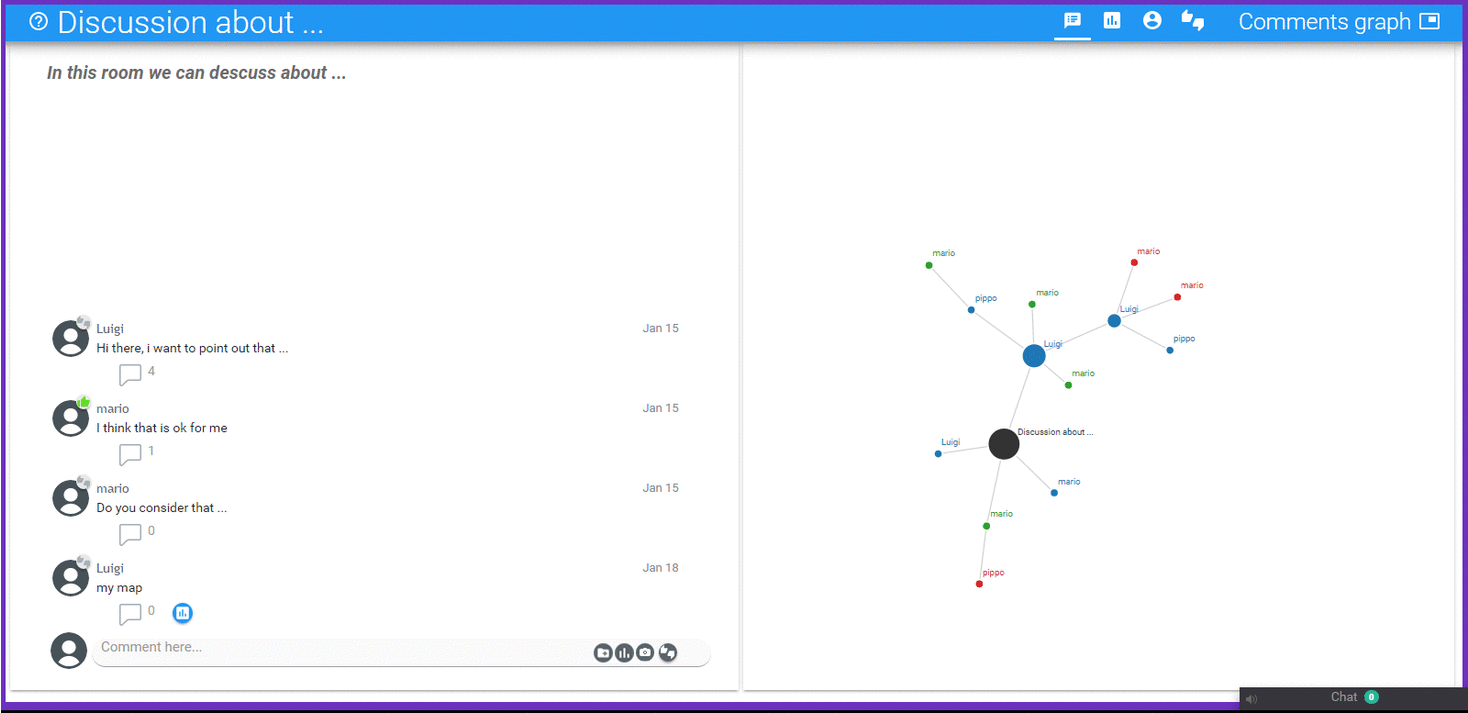 Discussion about ...
Comments graph
In this room we can descuss about ...
Luigi
Jan 15
Hi there, i want to point out that ...
4
mario
Jan 15
I think that is ok for me
1
mario
Jan 15
Do you consider that ...
0
Luigi
Jan 18
my map
0
Comment here...
mario
mario
mario
pippo
mario
Luigi
pippo
Luigi
mario
Discussion about ...
Luigi
mario
mario
pippo
Chat 0